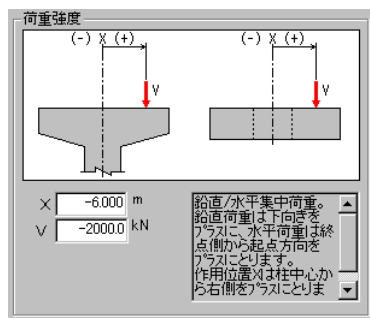 荷重強度
(-) X (+)
(-) X (+)
V
V
X -6.000 m
V -2000.0 kN
鉛直/水平集中荷重。
鉛直荷重は下向きを
プラスに、水平荷重は終
点側から起点方向を
プラスにとります。
作用位置Xは柱中心か
ら右側をプラスにとりま